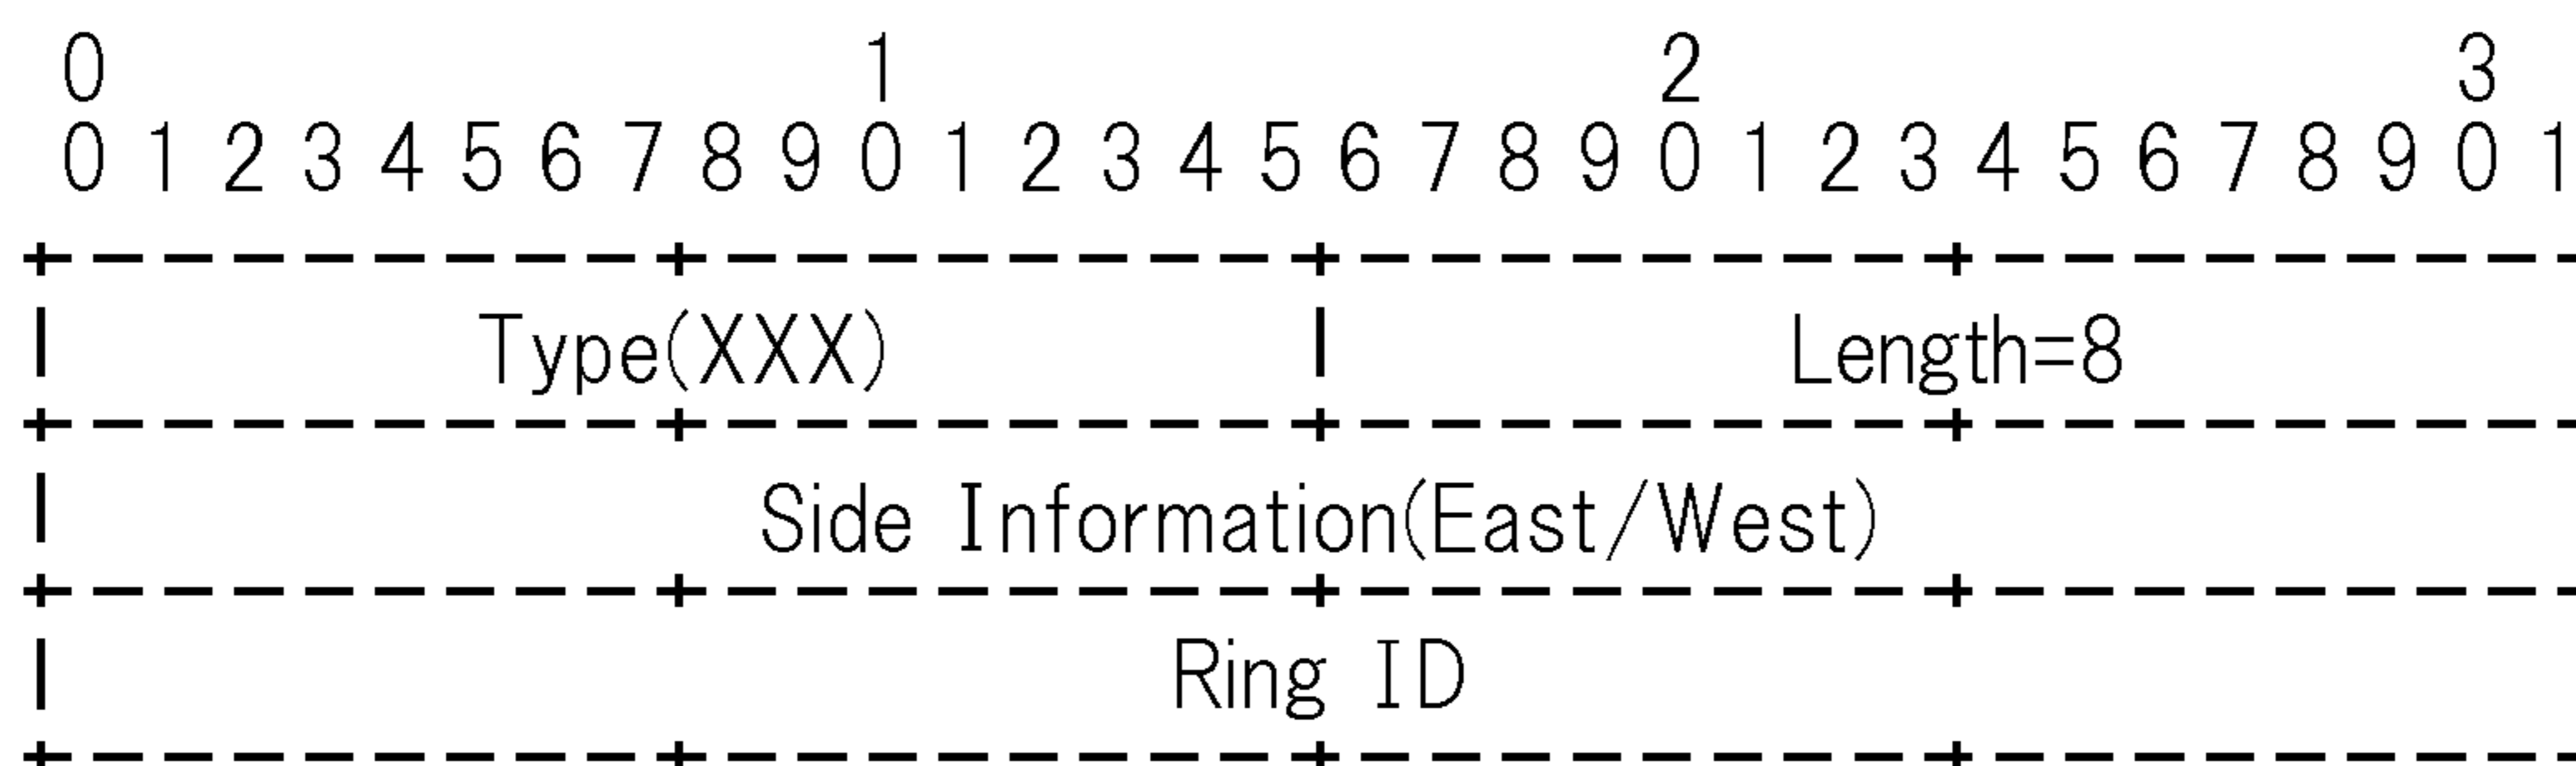 0 1 2 3
0 1 2 3 4 5 6 7 8 9 0 1 2 3 4 5 6 7 8 9 0 1 2 3 4 5 6 7 8 9 0 1
Type(XXX) Length=8
Side Information(East/West)
Ring ID